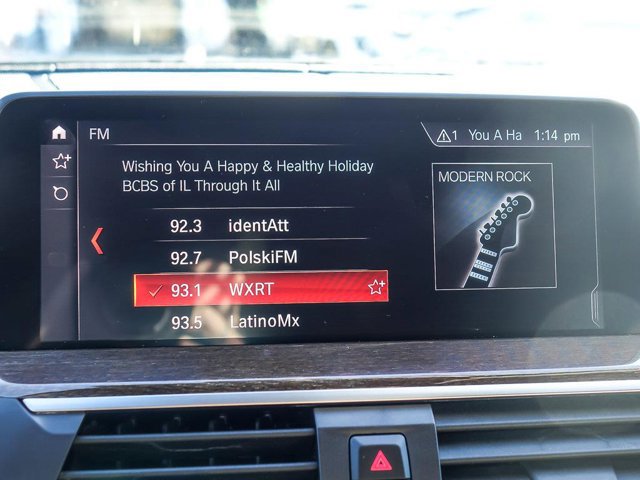 FM
1 You A Ha 1:14 pm
Wishing You A Happy & Healthy Holiday
BCBS of IL Through It All
MODERN ROCK
92.3 identAtt
92.7 PolskiFM
93.1 WXRT
93.5 LatinoMx